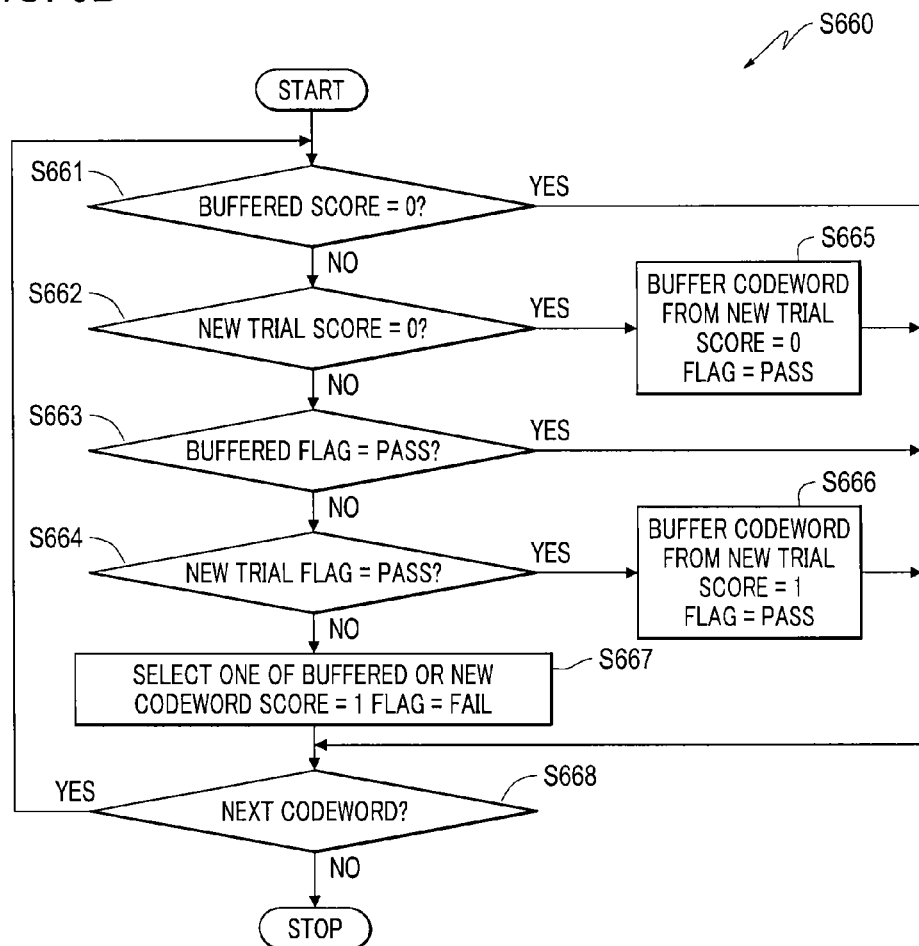 S660
START
S661
BUFFERED SCORE = 0?
YES
NO
S662
NEW TRIAL SCORE = 0?
YES
S665
BUFFER CODEWORD
FROM NEW TRIAL
SCORE = 0
FLAG = PASS
NO
S663
BUFFERED FLAG = PASS?
YES
NO
S664
NEW TRIAL FLAG = PASS?
YES
S666
BUFFER CODEWORD
FROM NEW TRIAL
SCORE = 1
FLAG = PASS
NO
S667
SELECT ONE OF BUFFERED OR NEW
CODEWORD SCORE = 1 FLAG = FAIL
S668
YES
NEXT CODEWORD?
NO
STOP